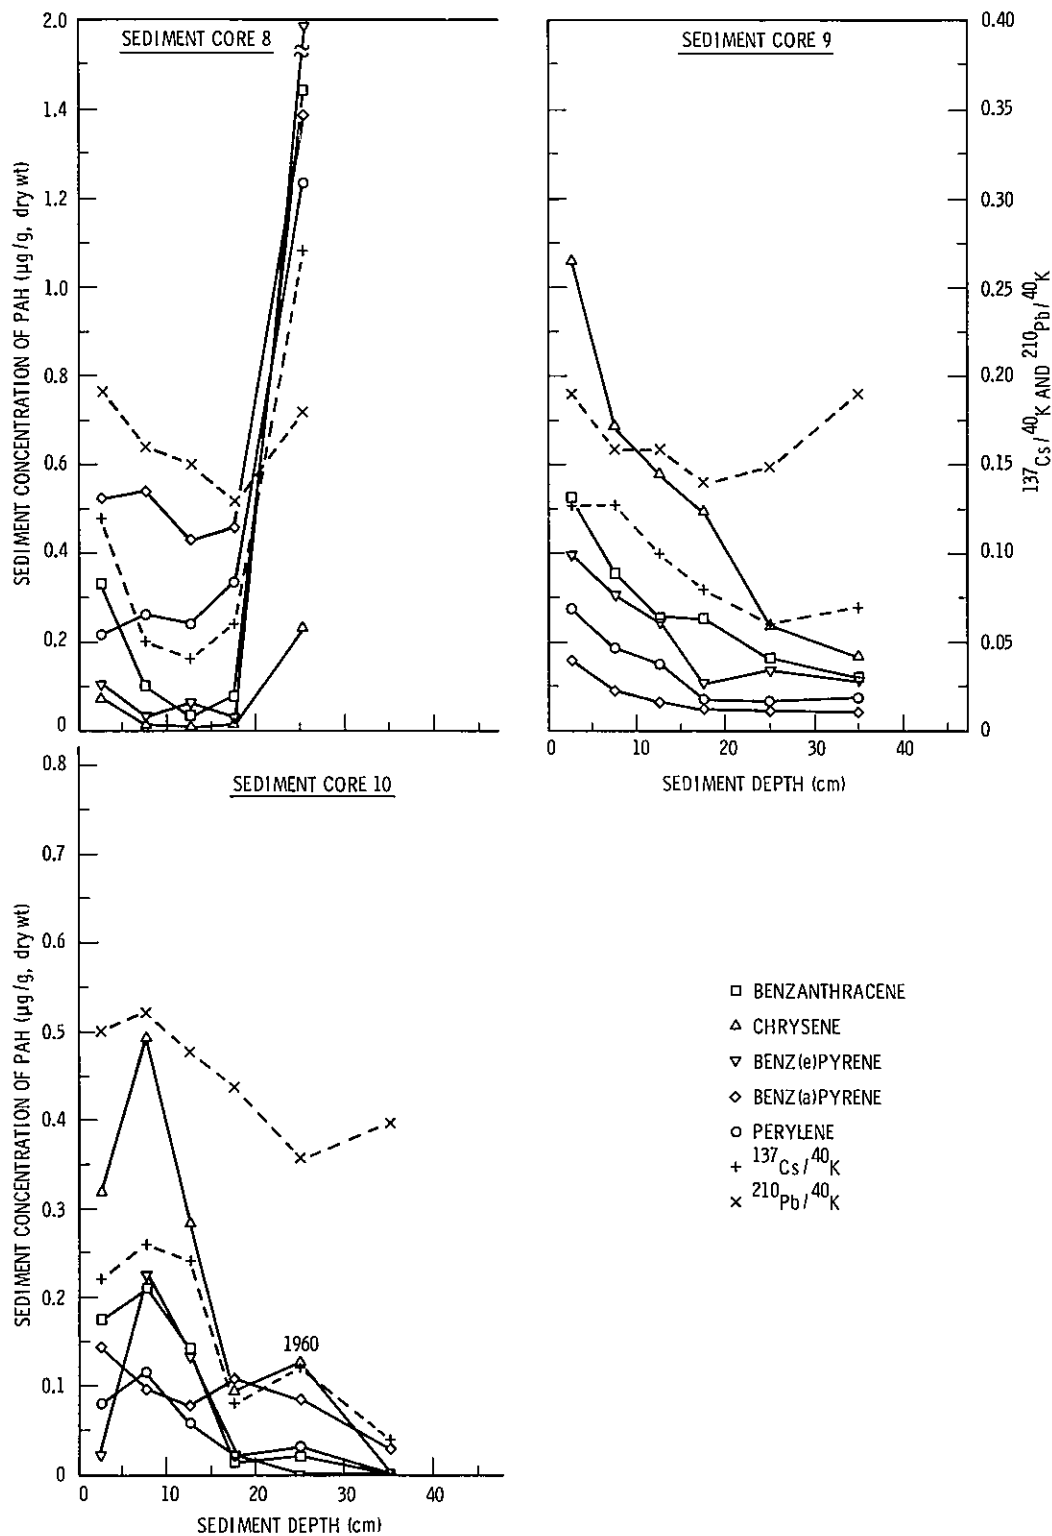 SEDIMENT CORE 8
SEDIMENT CONCENTRATION OF PAH (µg/g, dry wt)
2.0
1.4
1.2
1.0
0.8
0.6
0.4
0.2
0
SEDIMENT CORE 9
0.40
0.35
0.30
0.25
0.20
0.15
0.10
0.05
0
137Cs/40K AND 210Pb/40K
0 10 20 30 40
SEDIMENT DEPTH (cm)
SEDIMENT CORE 10
SEDIMENT CONCENTRATION OF PAH (µg/g, dry wt)
0.8
0.7
0.6
0.5
0.4
0.3
0.2
0.1
0
1960
0 10 20 30 40
SEDIMENT DEPTH (cm)
BENZANTHRACENE
CHRYSENE
BENZ(e)PYRENE
BENZ(a)PYRENE
PERYLENE
137Cs/40K
210Pb/40K